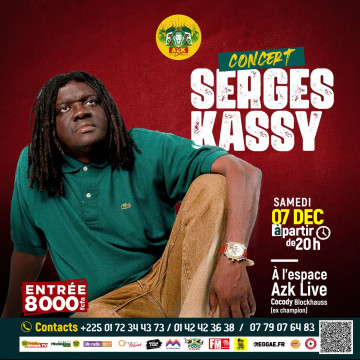 AZK
CONCERT
SERGES
KASSY
SAMEDI
07 DEC
à partir
de 20h
À l'espace
Azk Live
Cocody Blockhauss
(ex champion)
ENTRÉE
8000 fcfa
Contacts +225 01 72 34 43 73 / 01 42 42 36 38 / 07 79 07 64 83
REGGAE.FR